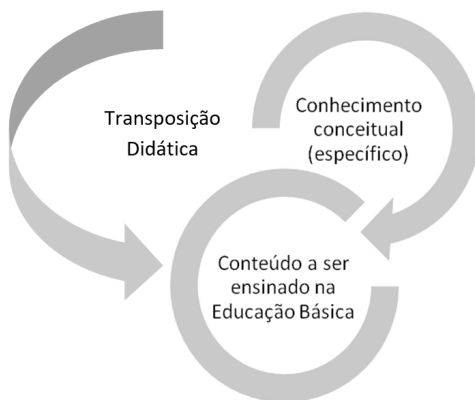 Transposição
Didática
Conhecimento
conceitual
(específico)
Conteúdo a ser
ensinado na
Educação Básica